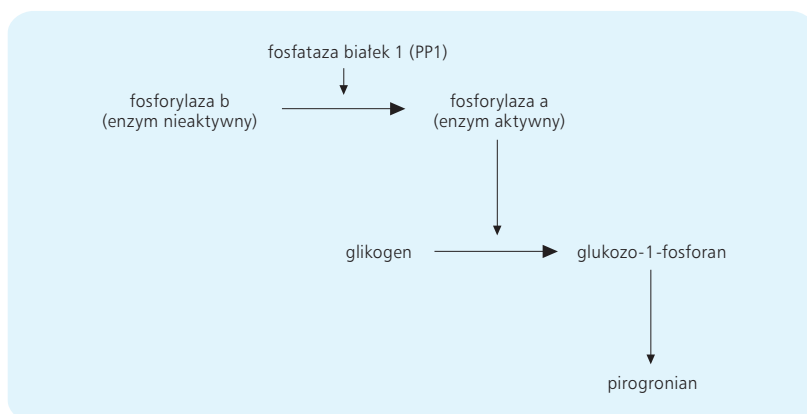 fosfataza białek 1 (PP1)
fosforylaza b
(enzym nieaktywny)
fosforylaza a
(enzym aktywny)
glikogen
glukozo-1-fosforan
pirogronian